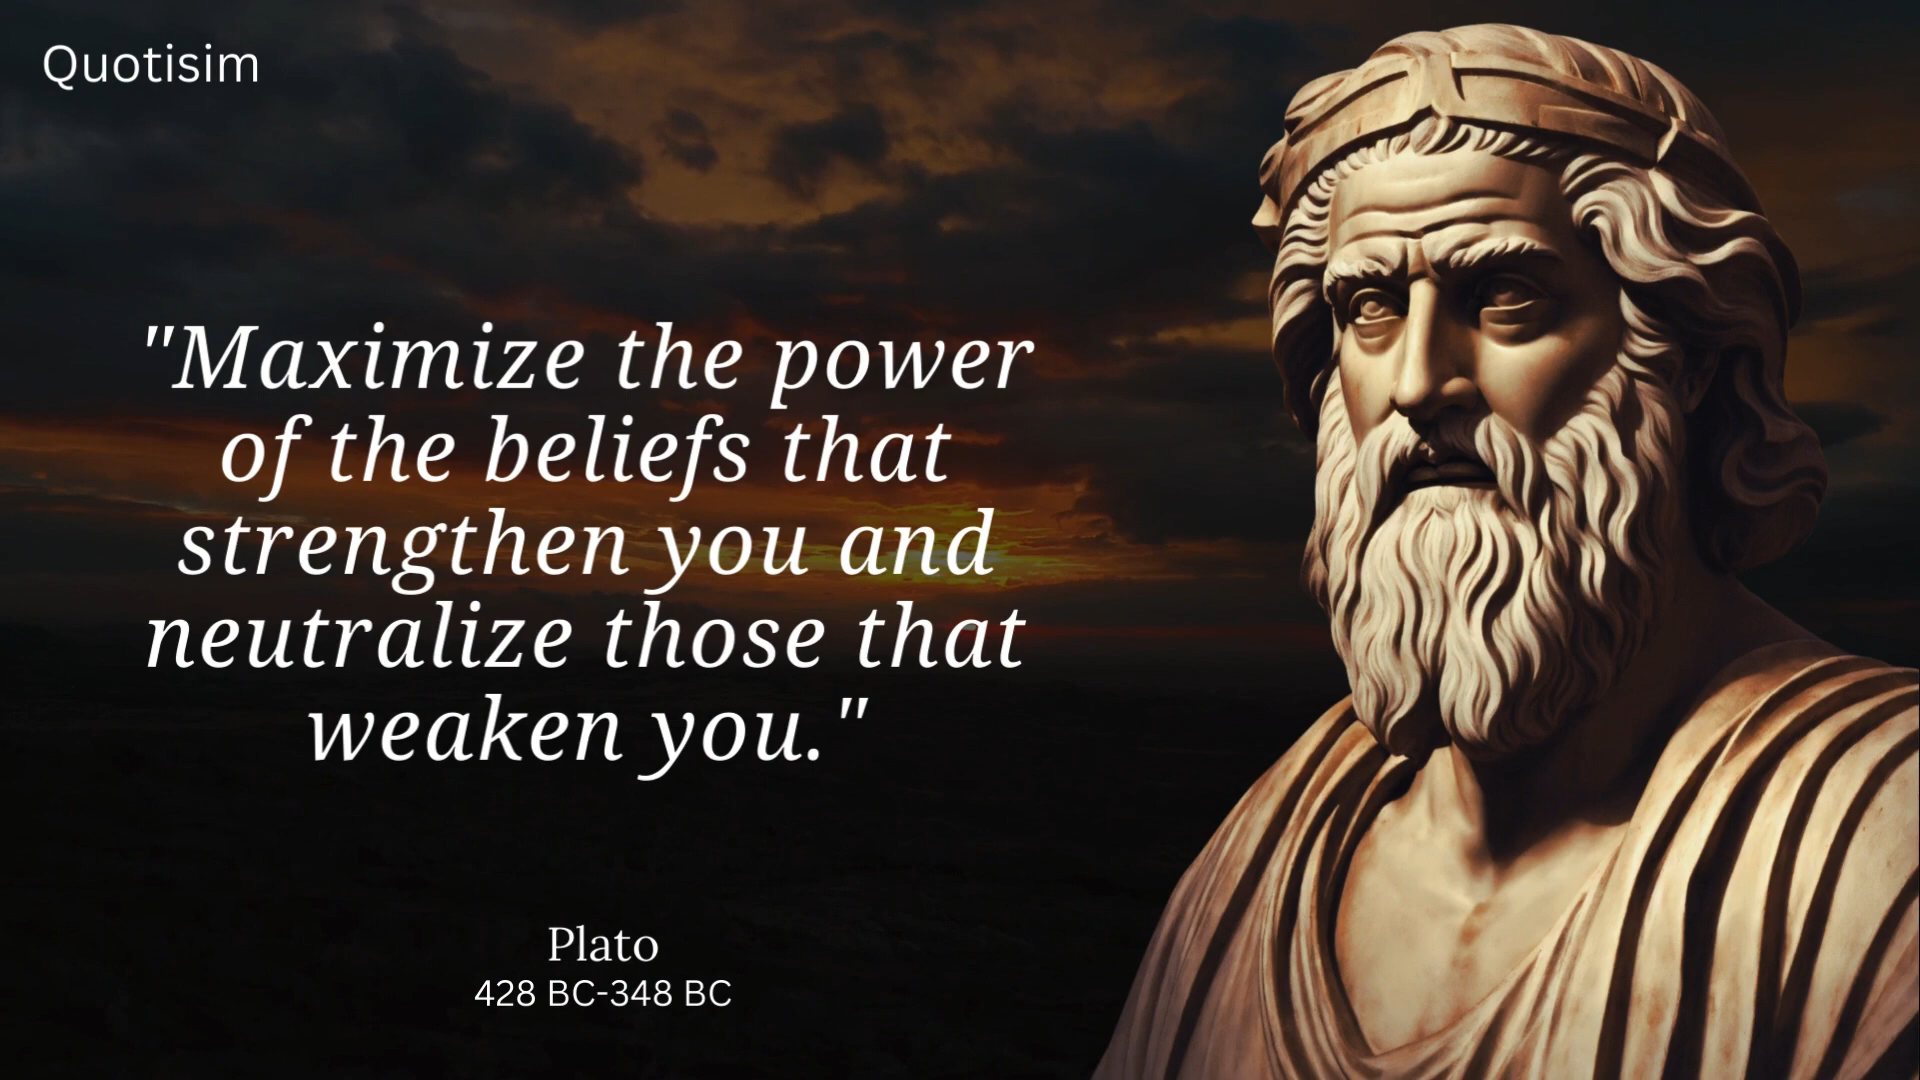 Quotisim
"Maximize the power
of the beliefs that
strengthen you and
neutralize those that
weaken you."
Plato
428 BC-348 BC